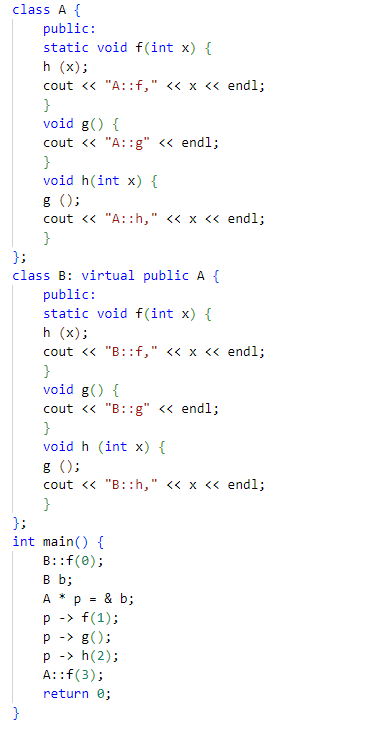 class A {
public:
static void f(int x) {
h (x);
cout << "A::f," << x << endl;
}
void g() {
cout << "A::g" << endl;
}
void h(int x) {
g ();
cout << "A::h," << x << endl;
}
};
class B: virtual public A {
public:
static void f(int x) {
h (x);
cout << "B::f," << x << endl;
}
void g() {
cout << "B::g" << endl;
}
void h (int x) {
g ();
cout << "B::h," << x << endl;
}
};
int main() {
B::f(0);
B b;
A * p = & b;
p -> f(1);
p -> g();
p -> h(2);
A::f(3);
return 0;
}